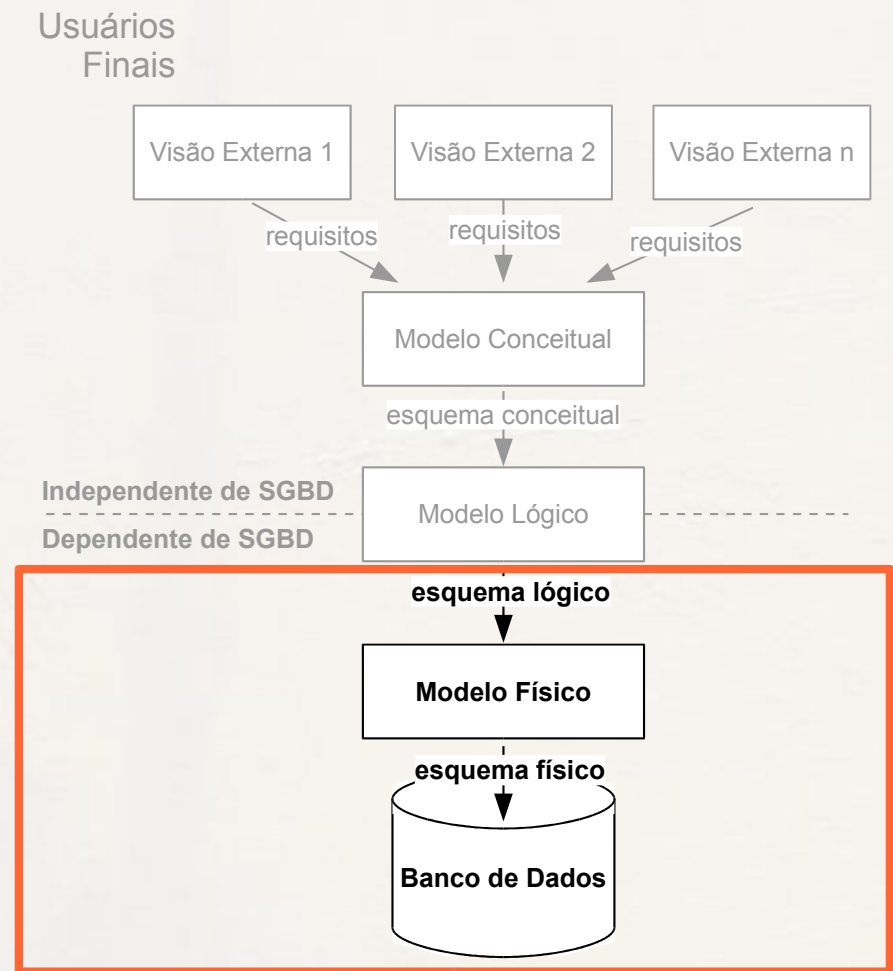 Usuários
Finais
Visão Externa 1
Visão Externa 2
Visão Externa n
requisitos
requisitos
requisitos
Modelo Conceitual
esquema conceitual
Independente de SGBD
Modelo Lógico
Dependente de SGBD
esquema lógico
Modelo Físico
esquema físico
Banco de Dados